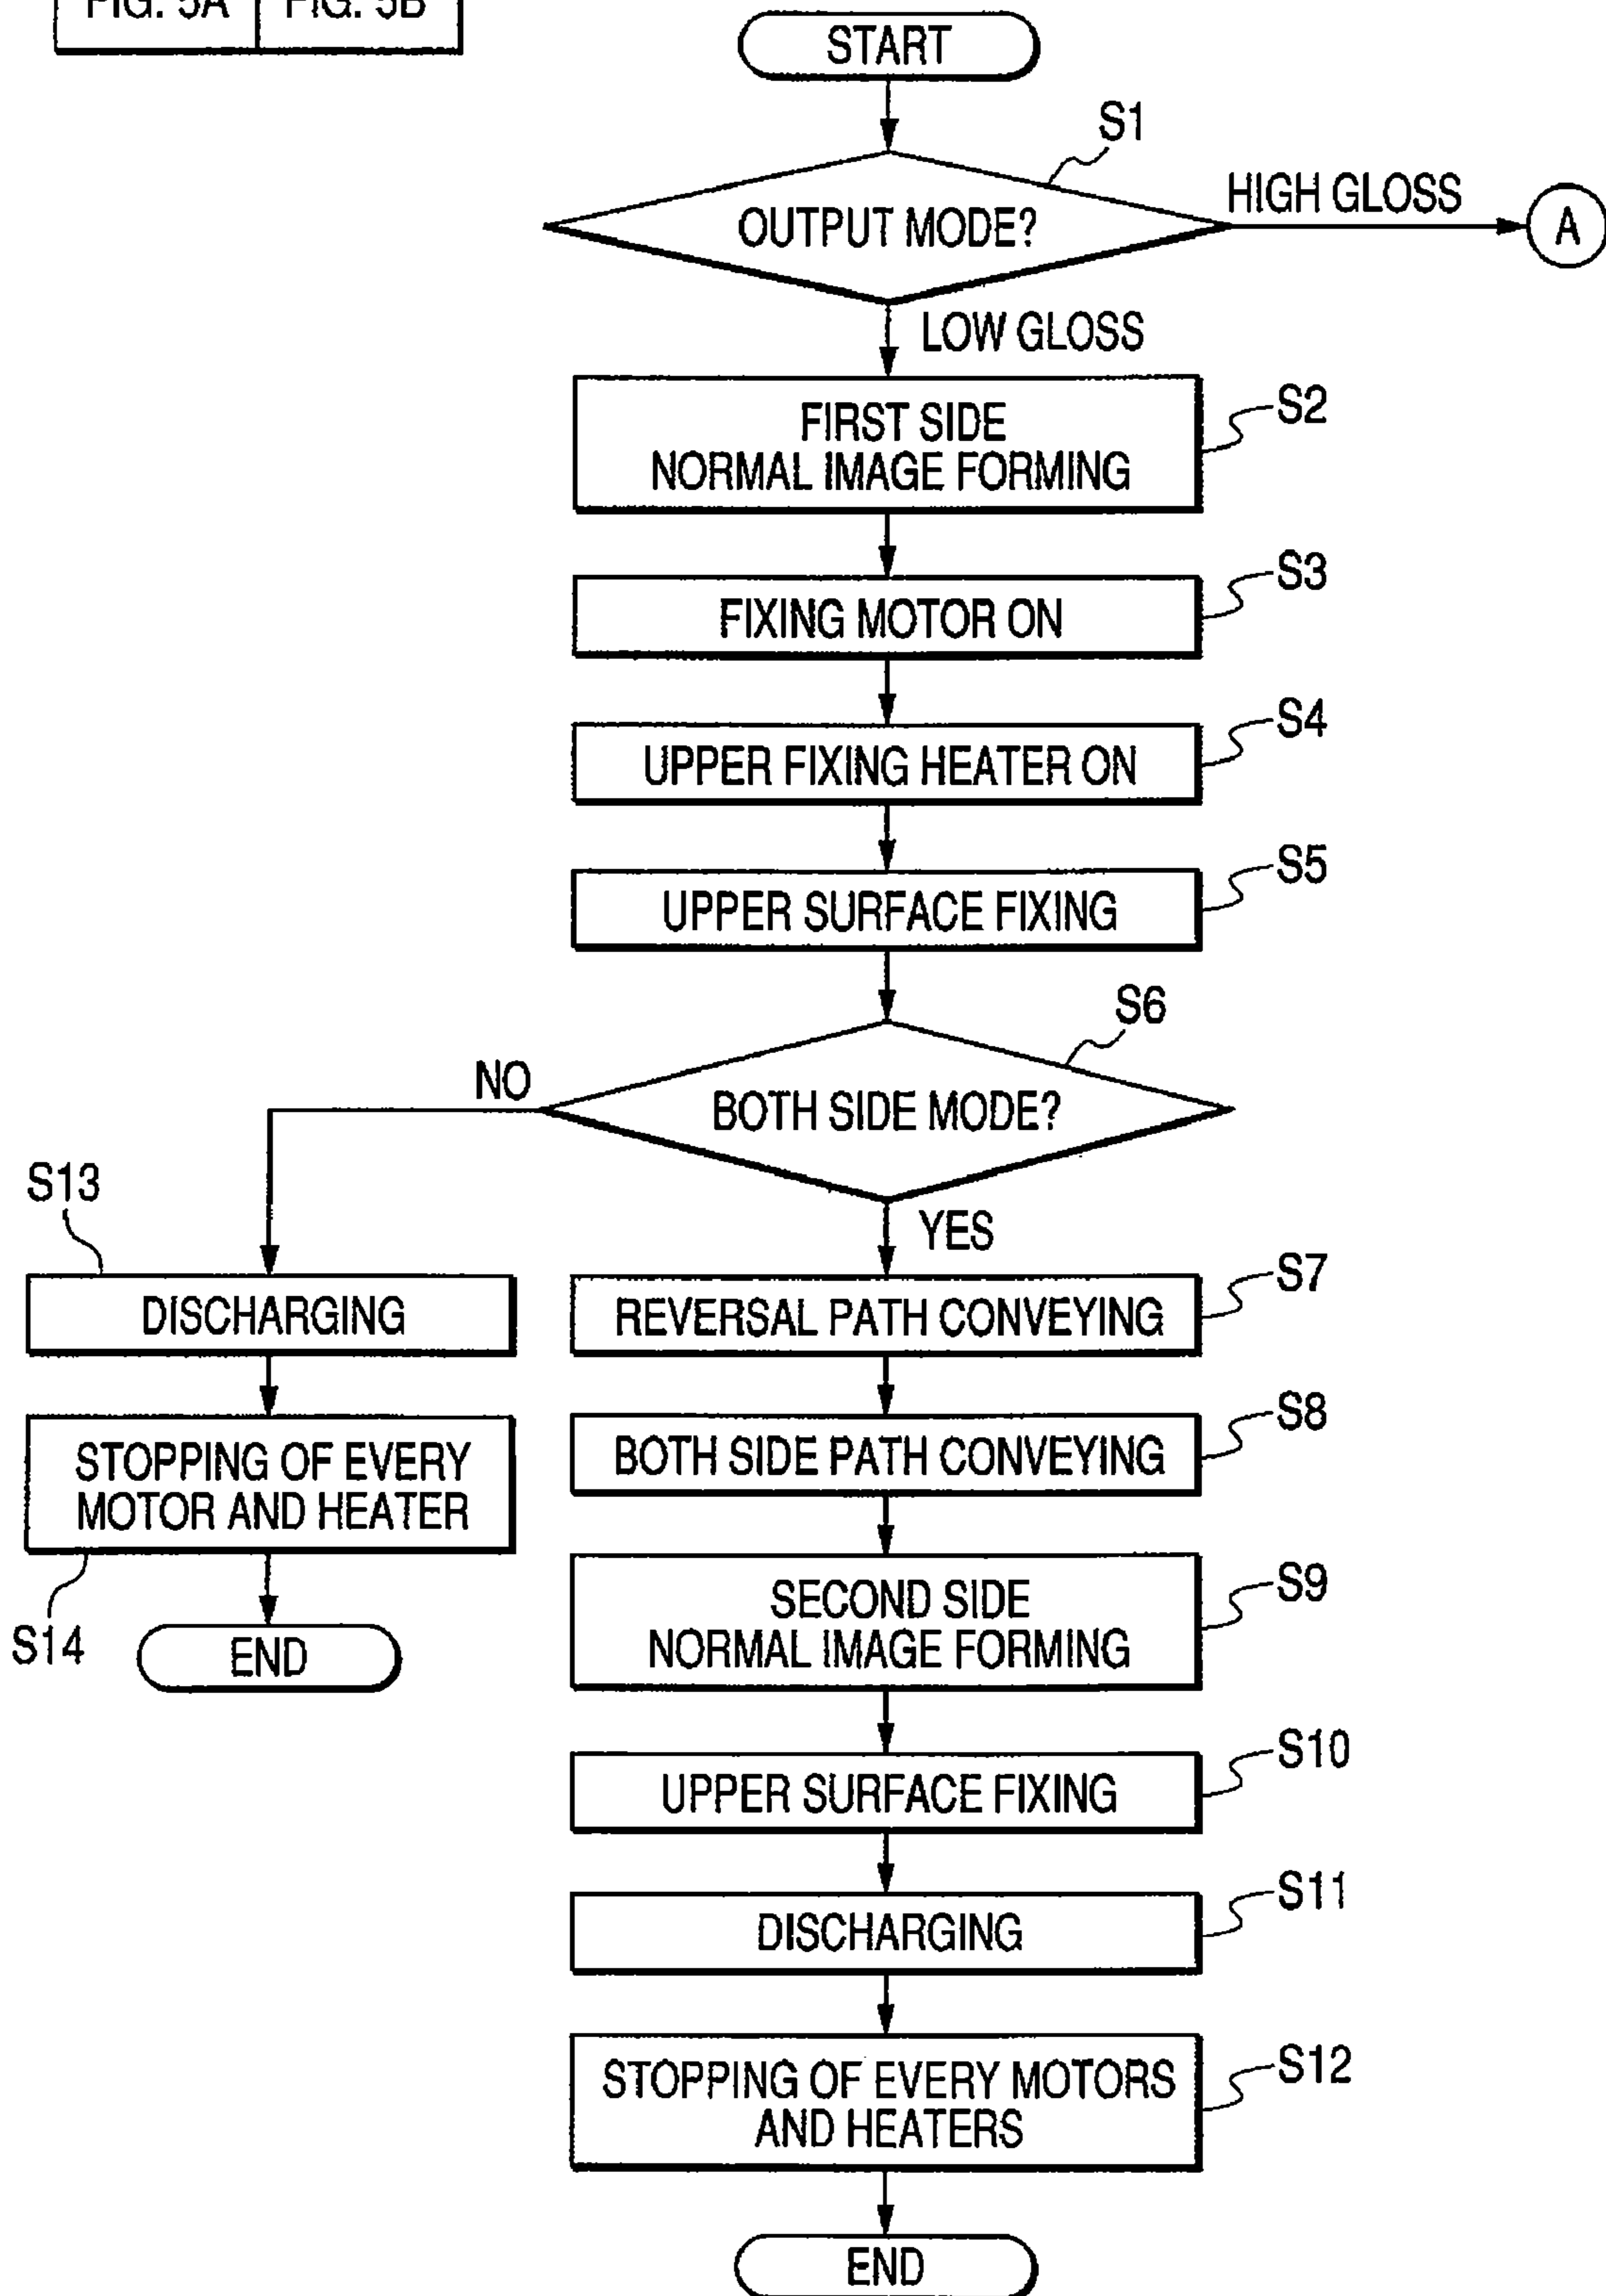 FIG. 5A FIG. 5B
START
S1
OUTPUT MODE?
HIGH GLOSS
A
LOW GLOSS
FIRST SIDE
NORMAL IMAGE FORMING
S2
FIXING MOTOR ON
S3
UPPER FIXING HEATER ON
S4
UPPER SURFACE FIXING
S5
S6
BOTH SIDE MODE?
NO
YES
S13
DISCHARGING
STOPPING OF EVERY
MOTOR AND HEATER
S14
END
REVERSAL PATH CONVEYING
S7
BOTH SIDE PATH CONVEYING
S8
SECOND SIDE
NORMAL IMAGE FORMING
S9
UPPER SURFACE FIXING
S10
DISCHARGING
S11
STOPPING OF EVERY MOTORS
AND HEATERS
S12
END